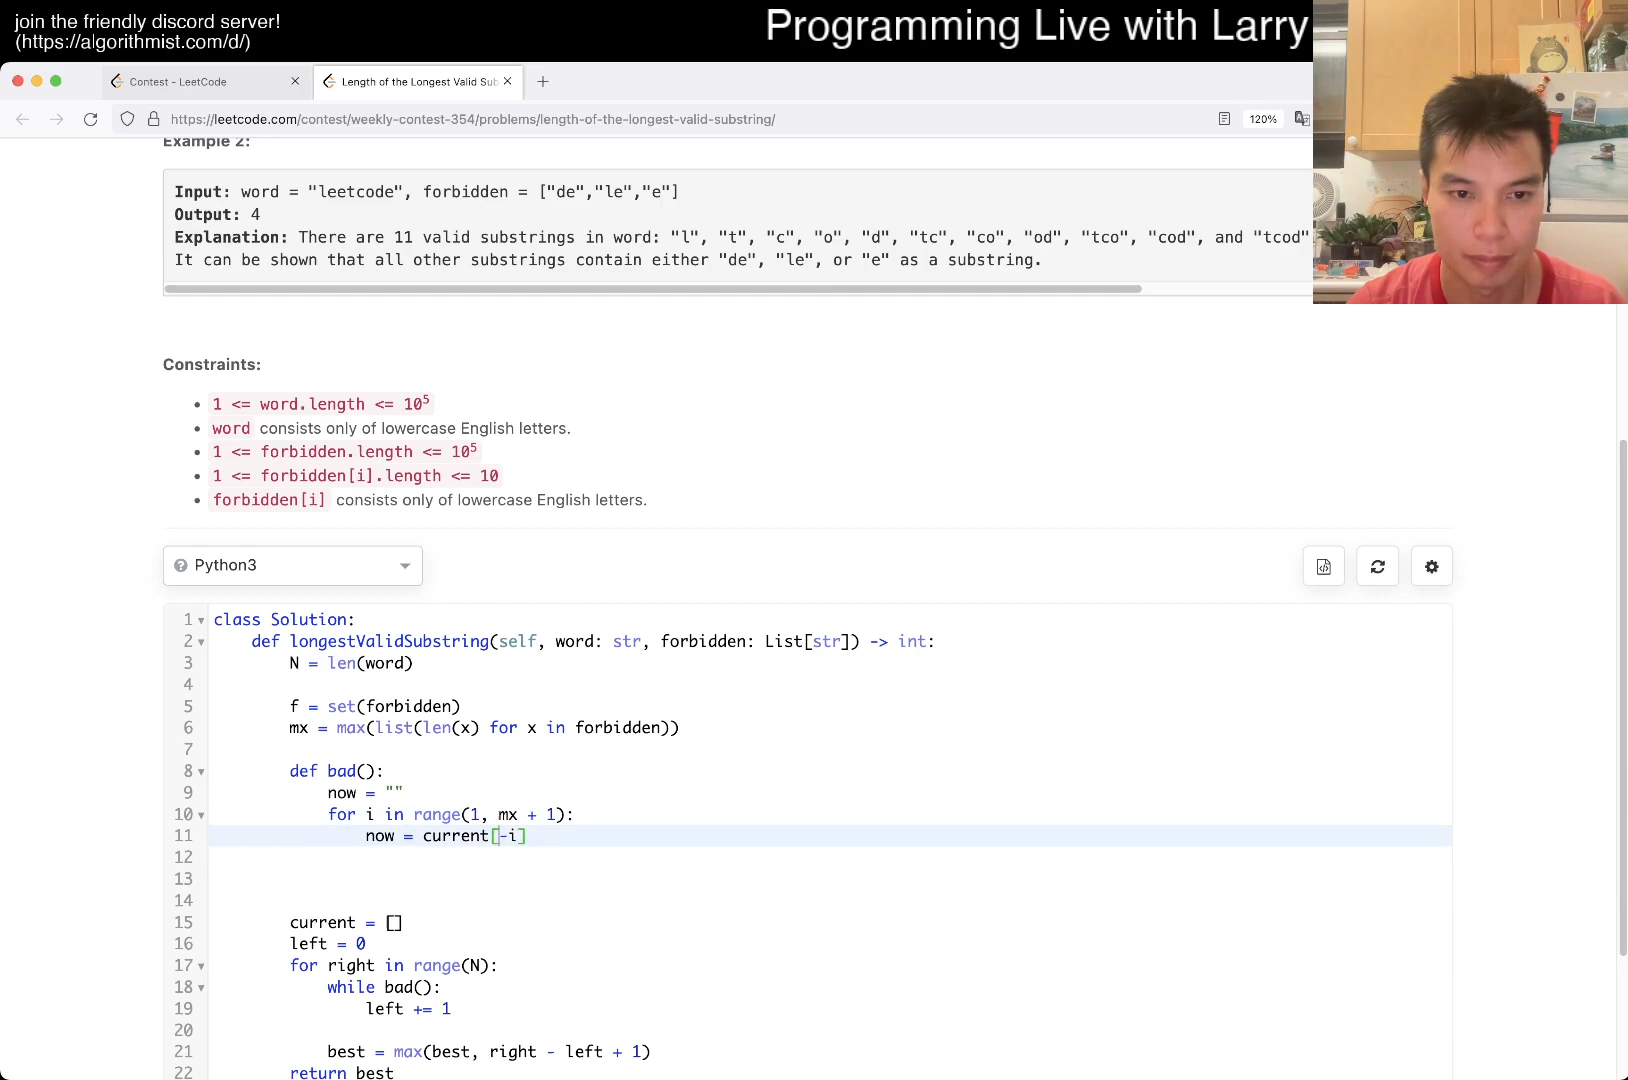 join the friendly discord server!
(https://algorithmist.com/d/)
Programming Live with Larry
Contest - LeetCode
Length of the Longest Valid Sub
https://leetcode.com/contest/weekly-contest-354/problems/length-of-the-longest-valid-substring/
120%
Example 2:
Input: word = "leetcode", forbidden = ["de","le","e"]
Output: 4
Explanation: There are 11 valid substrings in word: "l", "t", "c", "o", "d", "tc", "co", "od", "tco", "cod", and "tcod"
It can be shown that all other substrings contain either "de", "le", or "e" as a substring.
Constraints:
1 <= word.length <= 10^5
word consists only of lowercase English letters.
1 <= forbidden.length <= 10^5
1 <= forbidden[i].length <= 10
forbidden[i] consists only of lowercase English letters.
Python3
1 class Solution:
2 def longestValidSubstring(self, word: str, forbidden: List[str]) -> int:
3 N = len(word)
4
5 f = set(forbidden)
6 mx = max(list(len(x) for x in forbidden))
7
8 def bad():
9 now = ""
10 for i in range(1, mx + 1):
11 now = current[-i]
12
13
14
15 current = []
16 left = 0
17 for right in range(N):
18 while bad():
19 left += 1
20
21 best = max(best, right - left + 1)
22 return best